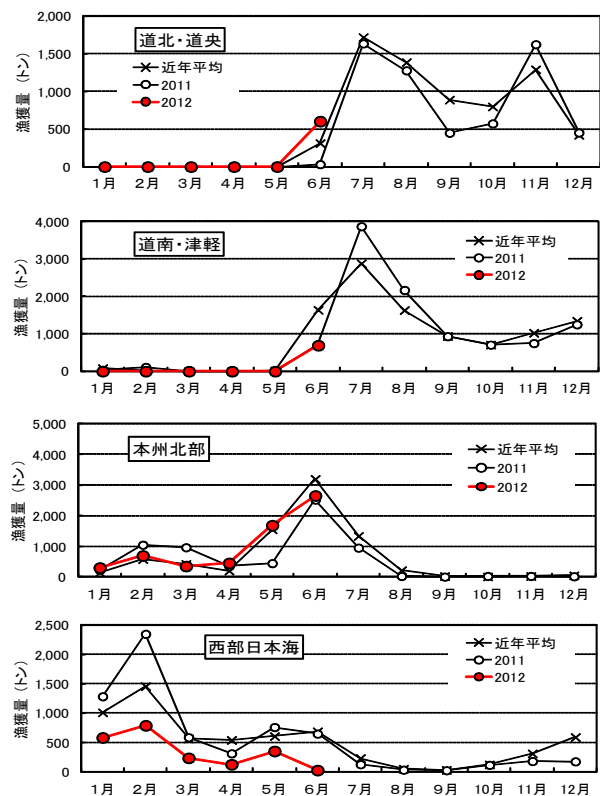 道北・道央
近年平均
2011
2012
漁獲量（トン）
2,000
1,500
1,000
500
0
1月 2月 3月 4月 5月 6月 7月 8月 9月 10月 11月 12月
道南・津軽
近年平均
2011
2012
漁獲量（トン）
4,000
3,000
2,000
1,000
0
1月 2月 3月 4月 5月 6月 7月 8月 9月 10月 11月 12月
本州北部
近年平均
2011
2012
漁獲量（トン）
5,000
4,000
3,000
2,000
1,000
0
1月 2月 3月 4月 5月 6月 7月 8月 9月 10月 11月 12月
西部日本海
近年平均
2011
2012
漁獲量（トン）
2,500
2,000
1,500
1,000
500
0
1月 2月 3月 4月 5月 6月 7月 8月 9月 10月 11月 12月